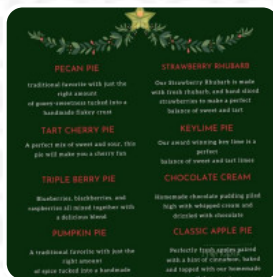 PECAN PIE
traditional favorite with just the
right amount
of gooey-sweetness tucked into a
handmade flakey crust
TART CHERRY PIE
A perfect mix of sweet and sour, this
pie will make you a cherry fan
TRIPLE BERRY PIE
Blueberries, blackberries, and
raspberries all mixed together with
a delicious blend
PUMPKIN PIE
A traditional favorite with just the
right amount
of spice tucked into a handmade
STRAWBERRY RHUBARB
Our Strawberry Rhubarb is made
with fresh rhubarb, and hand sliced
strawberries to make a perfect
balance of sweet and tart
KEYLIME PIE
Our award winning key lime is a
perfect
balance of sweet and tart limes
CHOCOLATE CREAM
Homemade chocolate pudding piled
high with whipped cream and
drizzled with chocolate
CLASSIC APPLE PIE
Perfectly fresh apples paired
with a hint of cinnamon, baked
and topped with our homemade